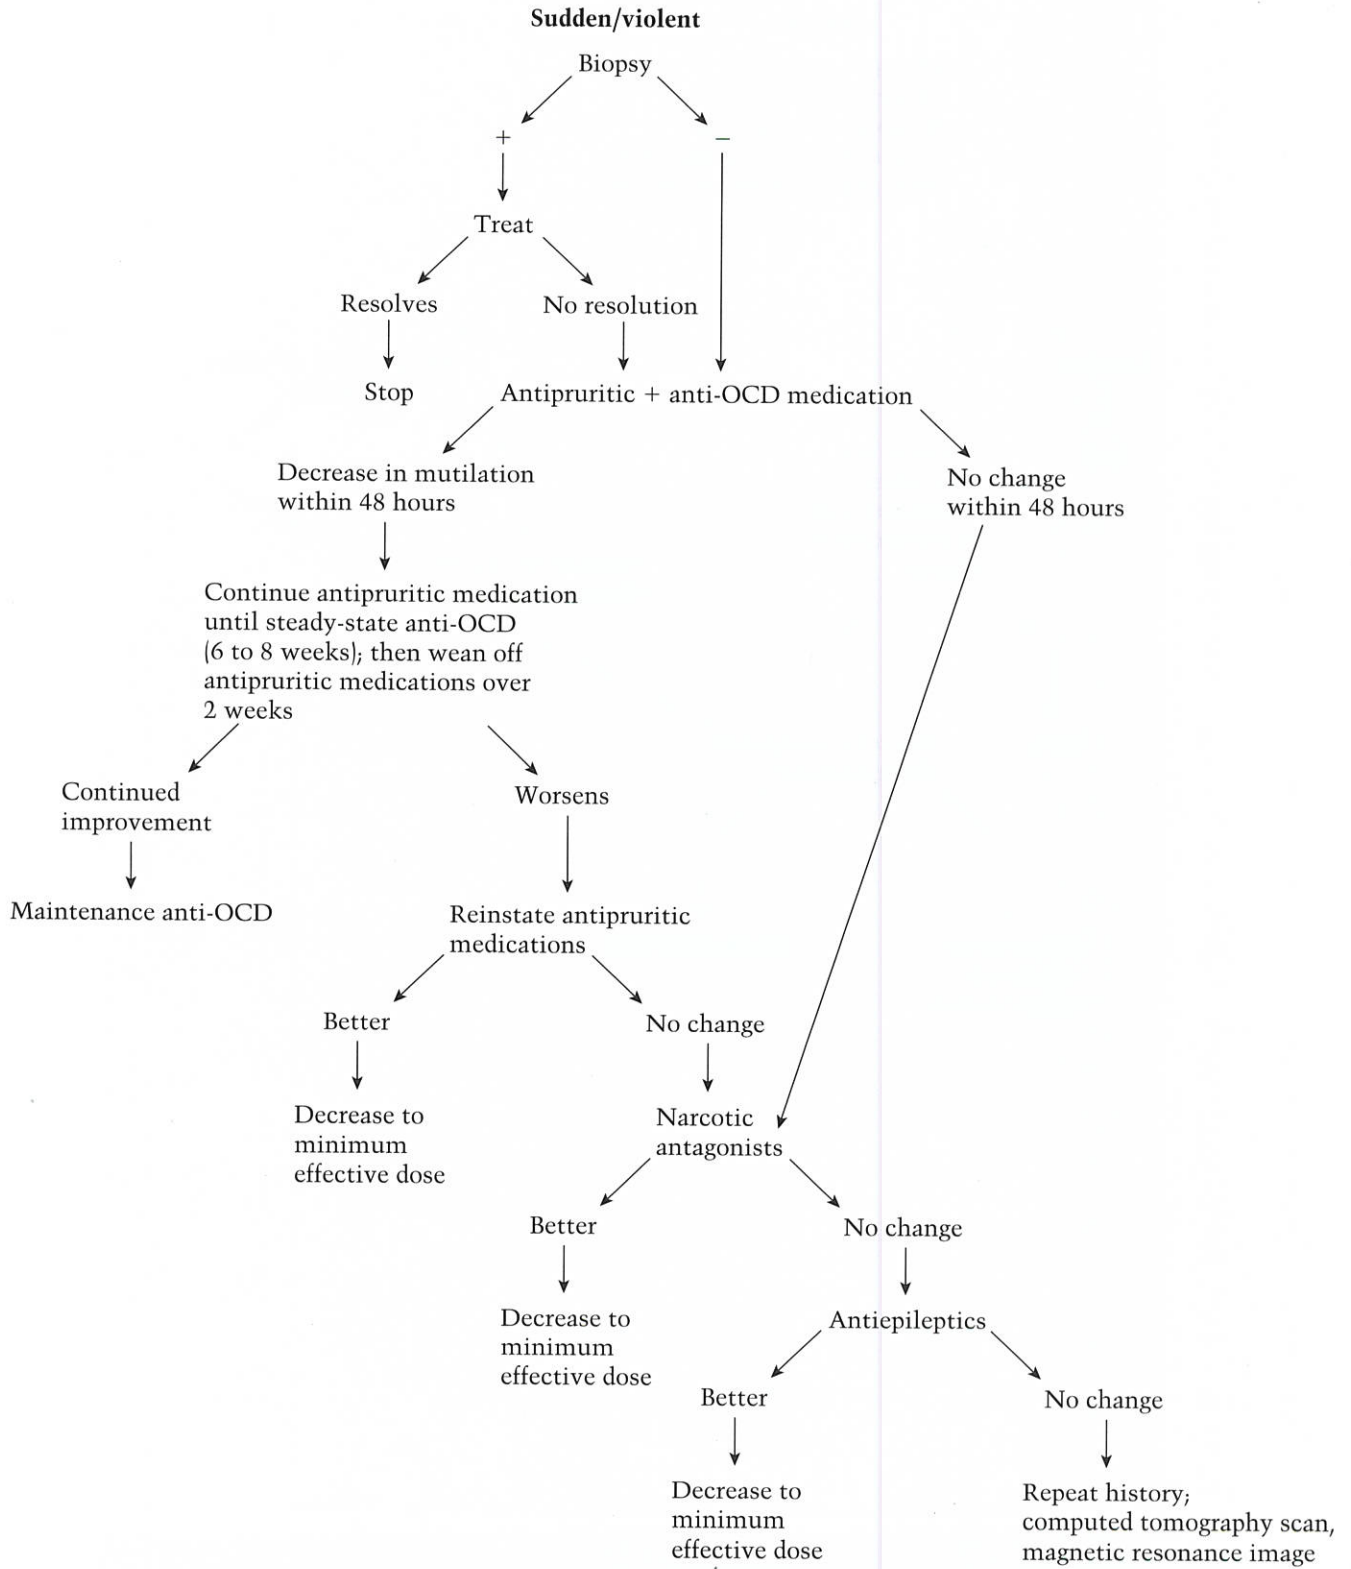 Sudden/violent
Biopsy
+
−
Treat
Resolves
No resolution
Stop
Antipruritic + anti-OCD medication
Decrease in mutilation
within 48 hours
No change
within 48 hours
Continue antipruritic medication
until steady-state anti-OCD
(6 to 8 weeks); then wean off
antipruritic medications over
2 weeks
Continued
improvement
Worsens
Maintenance anti-OCD
Reinstate antipruritic
medications
Better
No change
Decrease to
minimum
effective dose
Narcotic
antagonists
Better
No change
Decrease to
minimum
effective dose
Antiepileptics
Better
No change
Decrease to
minimum
effective dose
Repeat history;
computed tomography scan,
magnetic resonance image